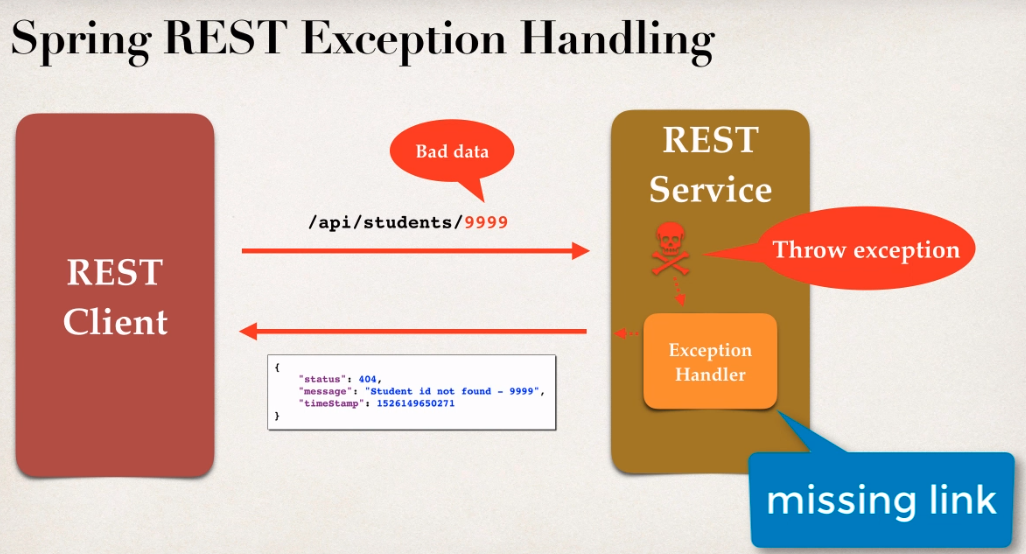 Spring REST Exception Handling
REST
Client
Bad data
/api/students/9999
{
"status": 404,
"message": "Student id not found – 9999",
"timeStamp": 1526149650271
}
REST
Service
Throw exception
Exception
Handler
missing link